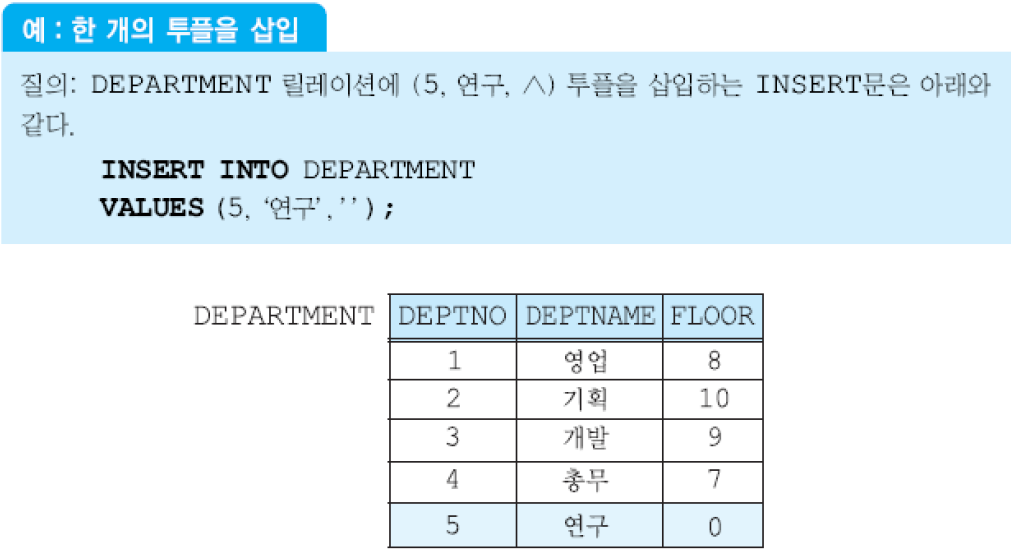 예 : 한 개의 투플을 삽입
질의: DEPARTMENT 릴레이션에 (5, 연구, ∧) 투플을 삽입하는 INSERT문은 아래와
같다.
INSERT INTO DEPARTMENT
VALUES (5, ‘연구’, ’’);
DEPARTMENT DEPTNO DEPTNAME FLOOR
1 영업 8
2 기획 10
3 개발 9
4 총무 7
5 연구 0